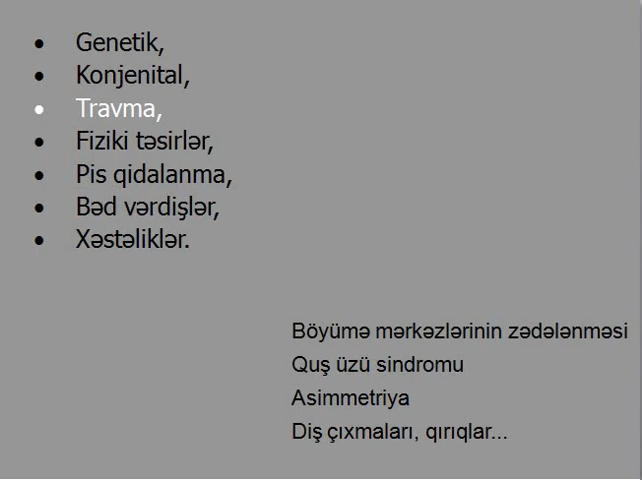 • Genetik,
• Konjenital,
• Travma,
• Fiziki təsirlər,
• Pis qidalanma,
• Bəd vərdişlər,
• Xəstəliklər.
Böyümə mərkəzlərinin zədələnməsi
Quş üzü sindromu
Asimmetriya
Diş çıxmaları, qırıqlar...